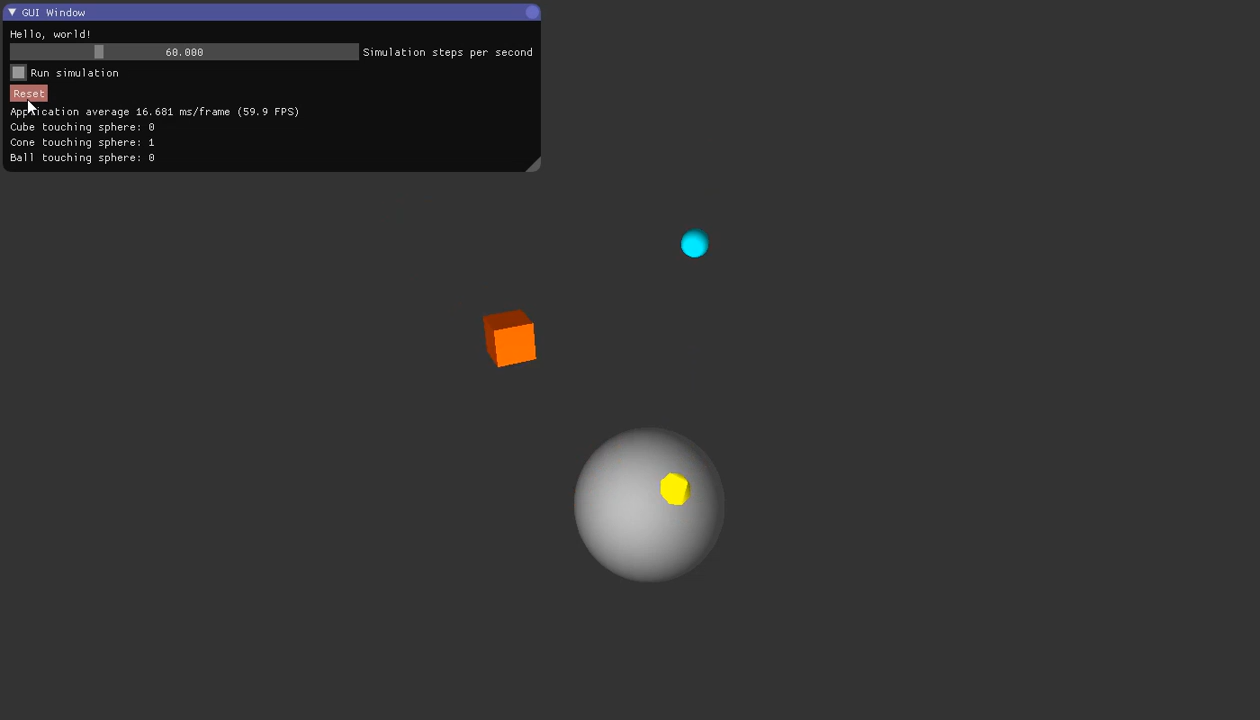 GUI Window
Hello, world!
60.000 Simulation steps per second
Run simulation
Reset
Application average 16.681 ms/frame (59.9 FPS)
Cube touching sphere: 0
Cone touching sphere: 1
Ball touching sphere: 0